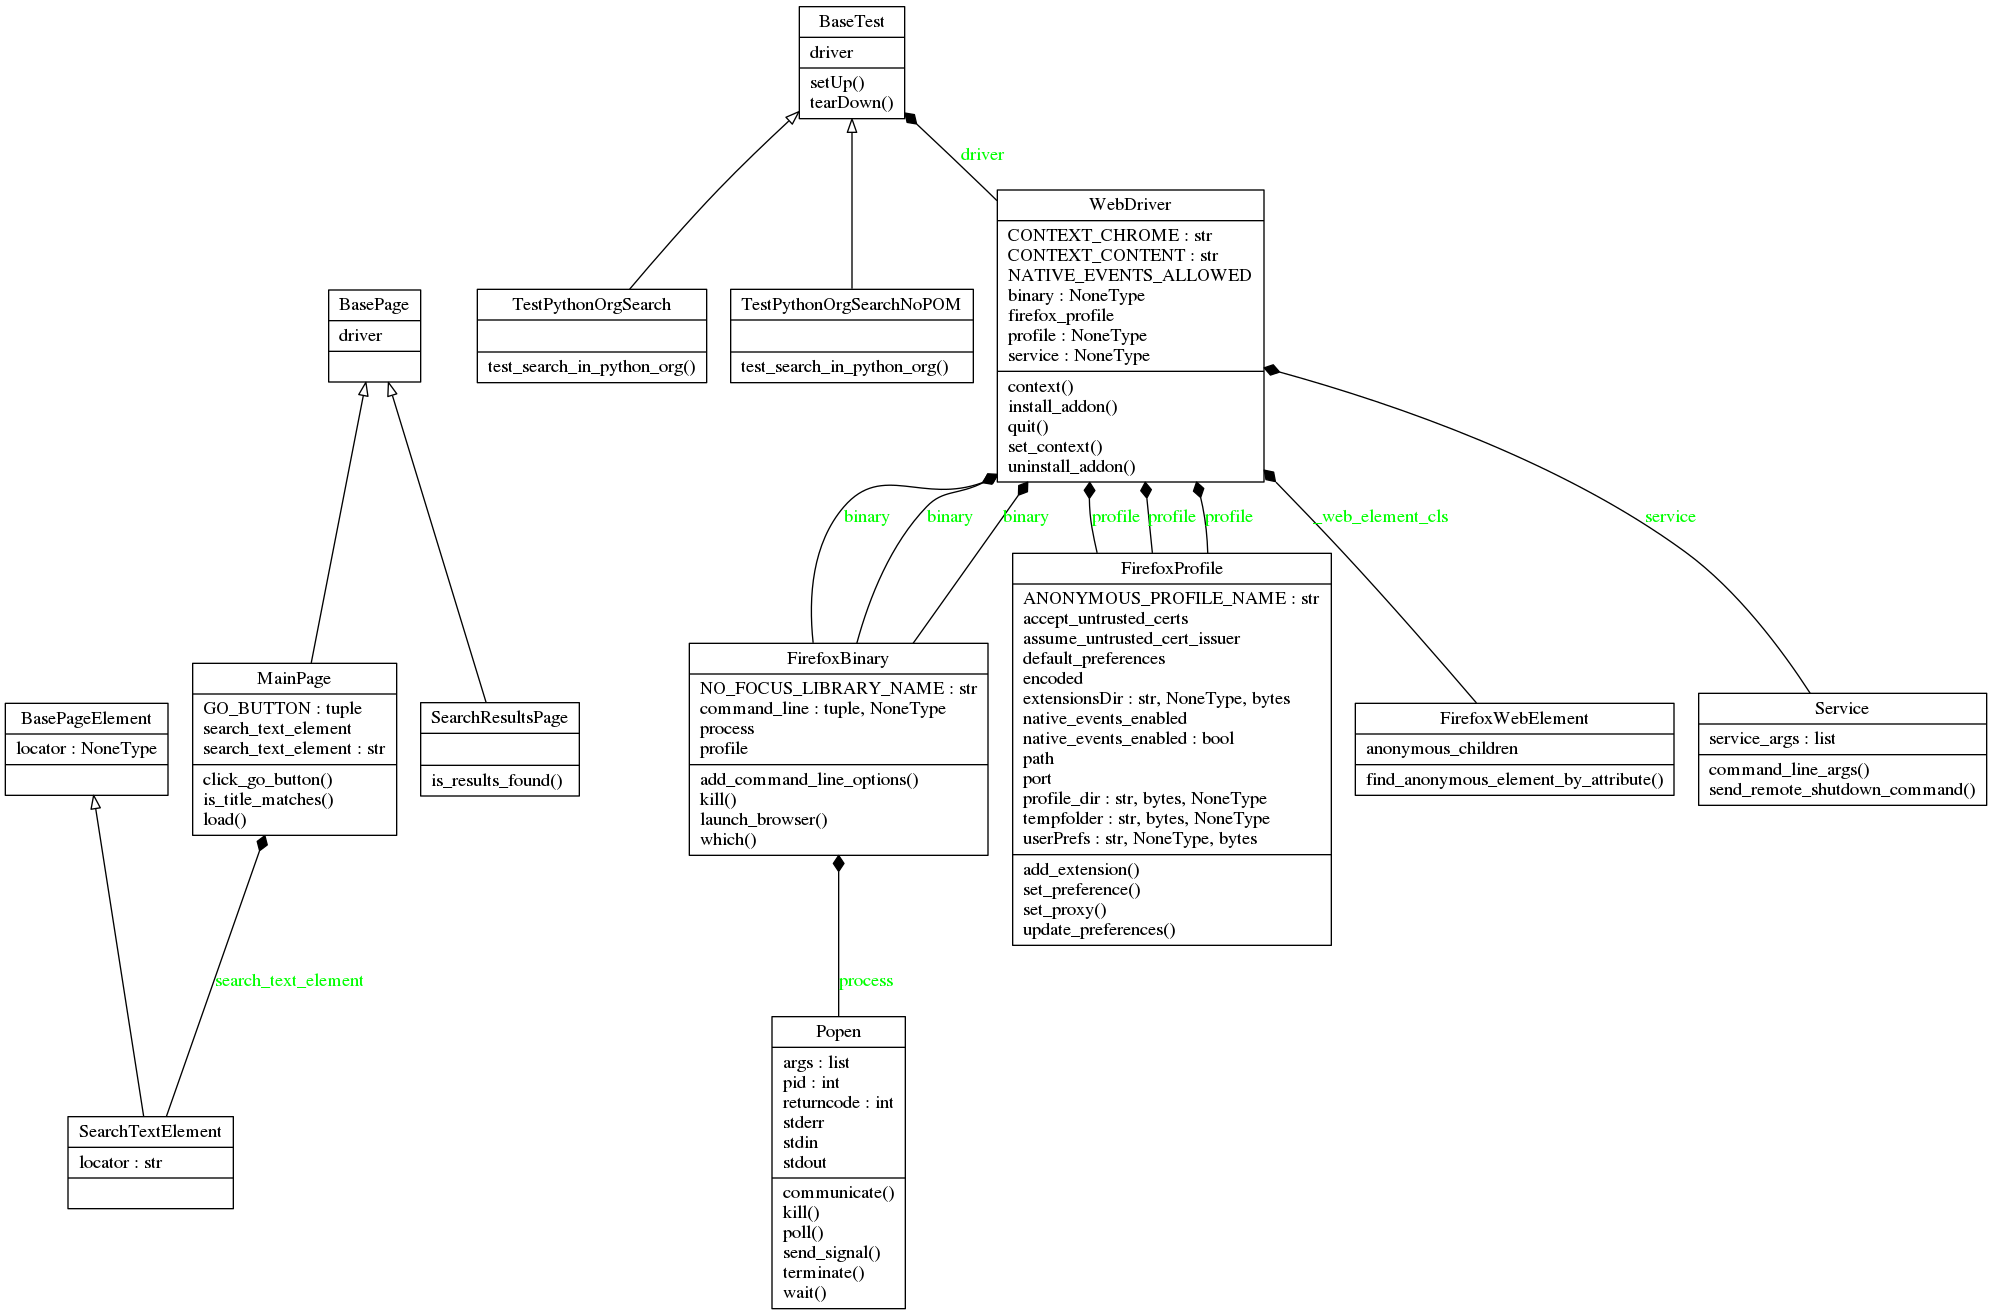 BaseTest
driver
setUp()
tearDown()
driver
WebDriver
CONTEXT_CHROME : str
CONTEXT_CONTENT : str
NATIVE_EVENTS_ALLOWED
binary : NoneType
firefox_profile
profile : NoneType
service : NoneType
context()
install_addon()
quit()
set_context()
uninstall_addon()
BasePage
driver
TestPythonOrgSearch
test_search_in_python_org()
TestPythonOrgSearchNoPOM
test_search_in_python_org()
binary
binary
binary
profile
profile
profile
_web_element_cls
service
BasePageElement
locator : NoneType
MainPage
GO_BUTTON : tuple
search_text_element
search_text_element : str
click_go_button()
is_title_matches()
load()
SearchResultsPage
is_results_found()
FirefoxBinary
NO_FOCUS_LIBRARY_NAME : str
command_line : tuple, NoneType
process
profile
add_command_line_options()
kill()
launch_browser()
which()
FirefoxProfile
ANONYMOUS_PROFILE_NAME : str
accept_untrusted_certs
assume_untrusted_cert_issuer
default_preferences
encoded
extensionsDir : str, NoneType, bytes
native_events_enabled
native_events_enabled : bool
path
port
profile_dir : str, bytes, NoneType
tempfolder : str, bytes, NoneType
userPrefs : str, NoneType, bytes
add_extension()
set_preference()
set_proxy()
update_preferences()
FirefoxWebElement
anonymous_children
find_anonymous_element_by_attribute()
Service
service_args : list
command_line_args()
send_remote_shutdown_command()
search_text_element
process
SearchTextElement
locator : str
Popen
args : list
pid : int
returncode : int
stderr
stdin
stdout
communicate()
kill()
poll()
send_signal()
terminate()
wait()